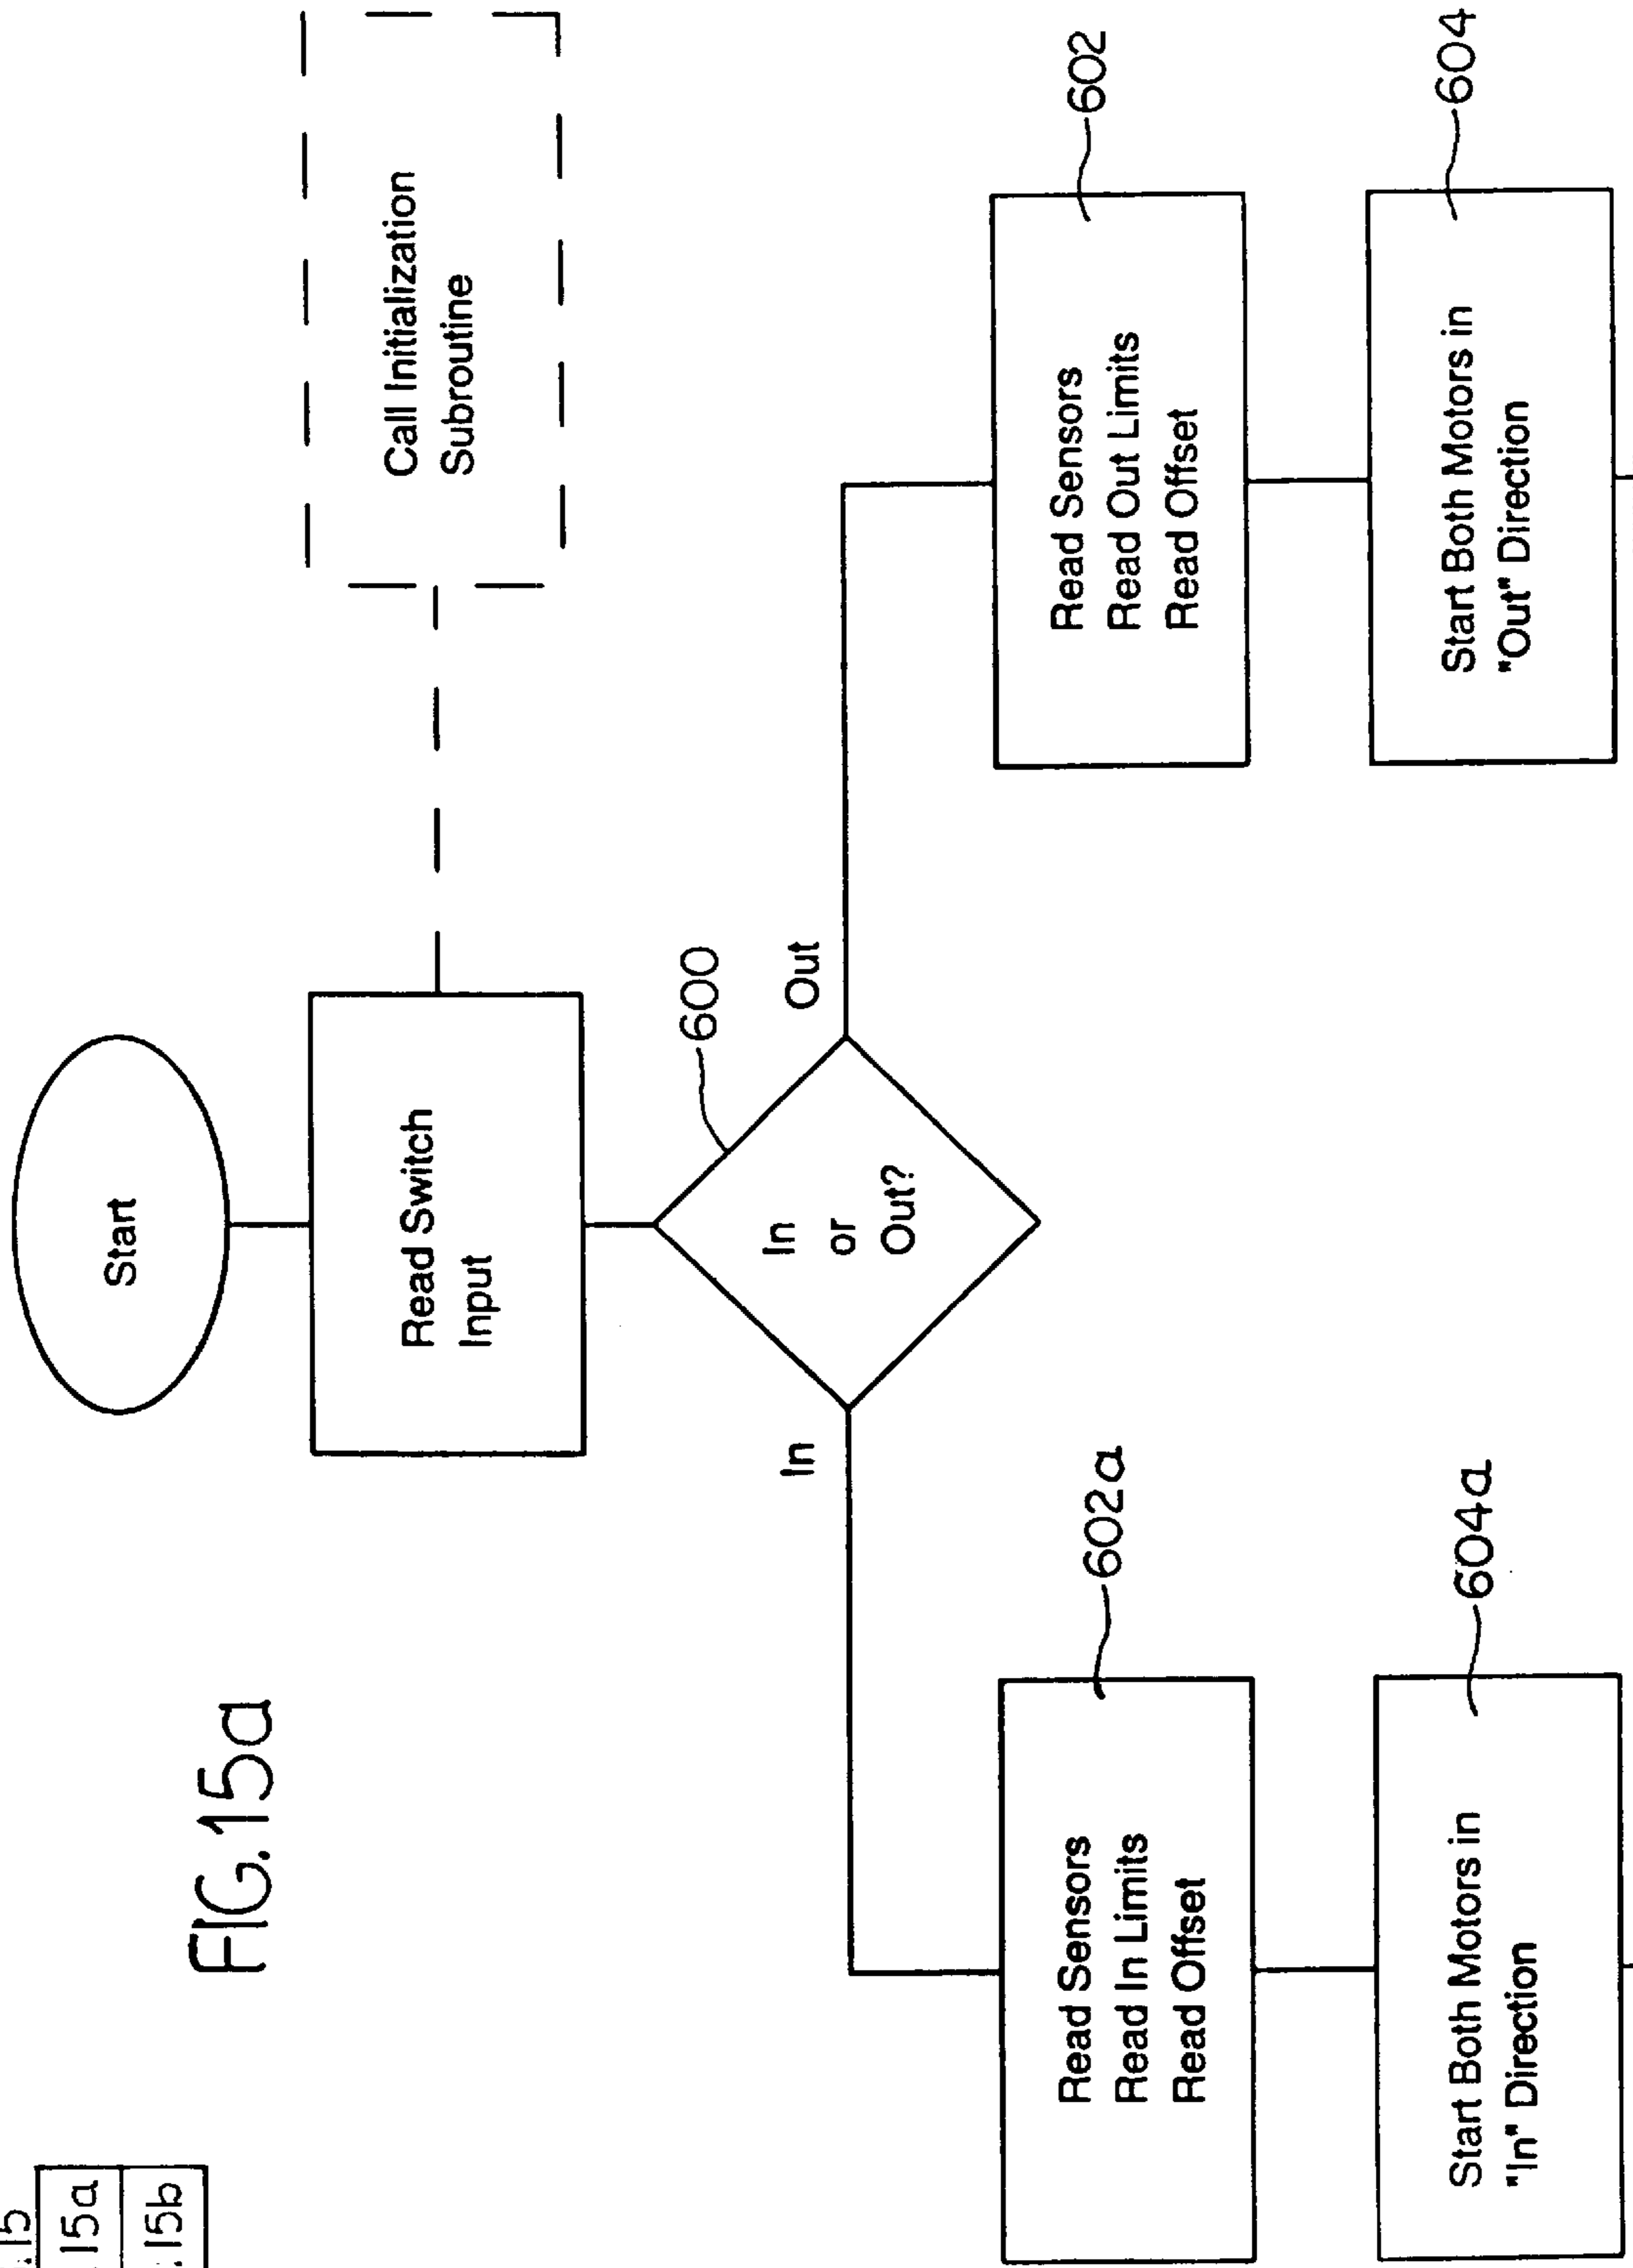 .15
.15a
.15b
FIG.15a
Start
Read Switch
Input
Call Initialization
Subroutine
600
In
or
Out?
In
Out
602a
Read Sensors
Read In Limits
Read Offset
602
Read Sensors
Read Out Limits
Read Offset
604a
Start Both Motors in
"In" Direction
604
Start Both Motors in
"Out" Direction